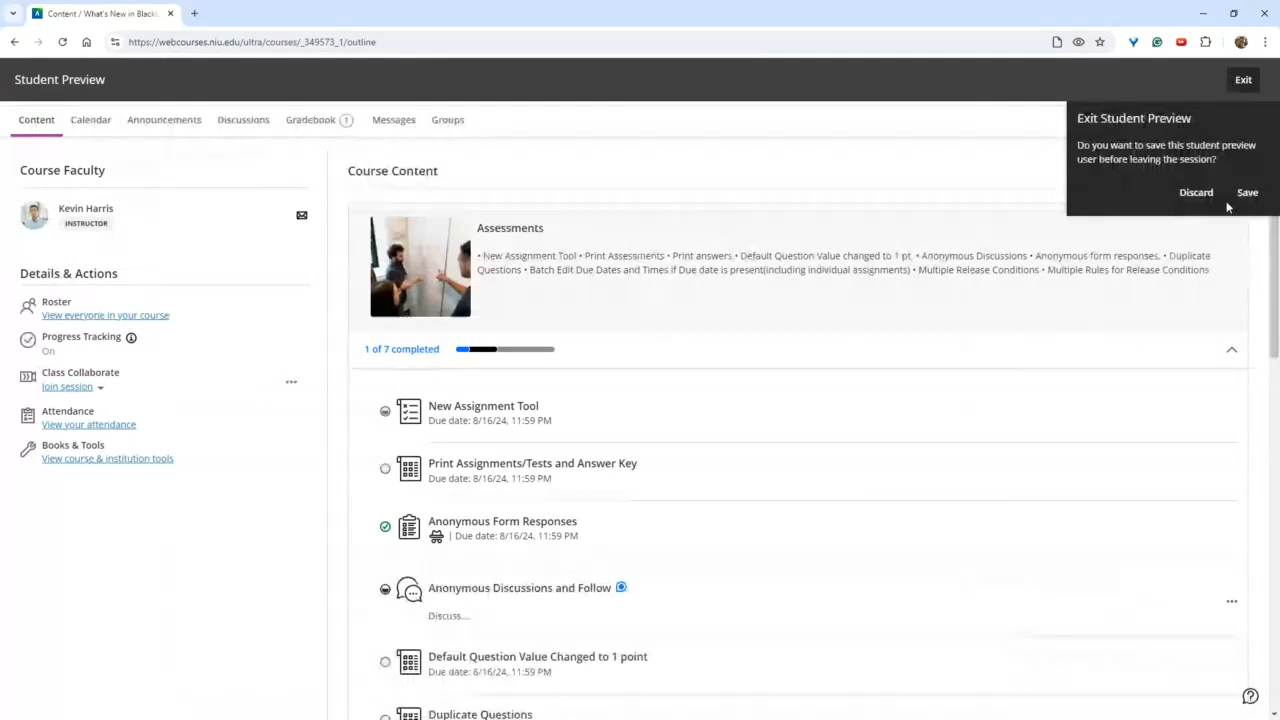 Content / What's New in Blackb
https://webcourses.niu.edu/ultra/courses/_349573_1/outline
Student Preview
Exit
Content
Calendar
Announcements
Discussions
Gradebook 1
Messages
Groups
Exit Student Preview
Do you want to save this student preview
user before leaving the session?
Discard
Save
Course Faculty
Kevin Harris
INSTRUCTOR
Details & Actions
Roster
View everyone in your course
Progress Tracking
On
Class Collaborate
Join session
Attendance
View your attendance
Books & Tools
View course & institution tools
Course Content
Assessments
• New Assignment Tool • Print Assessments • Print answers • Default Question Value changed to 1 pt. • Anonymous Discussions • Anonymous form responses. • Duplicate
Questions • Batch Edit Due Dates and Times if Due date is present(including individual assignments) • Multiple Release Conditions • Multiple Rules for Release Conditions
1 of 7 completed
New Assignment Tool
Due date: 8/16/24, 11:59 PM
Print Assignments/Tests and Answer Key
Due date: 8/16/24, 11:59 PM
Anonymous Form Responses
| Due date: 8/16/24, 11:59 PM
Anonymous Discussions and Follow
Discuss....
Default Question Value Changed to 1 point
Due date: 8/16/24, 11:59 PM
Duplicate Questions